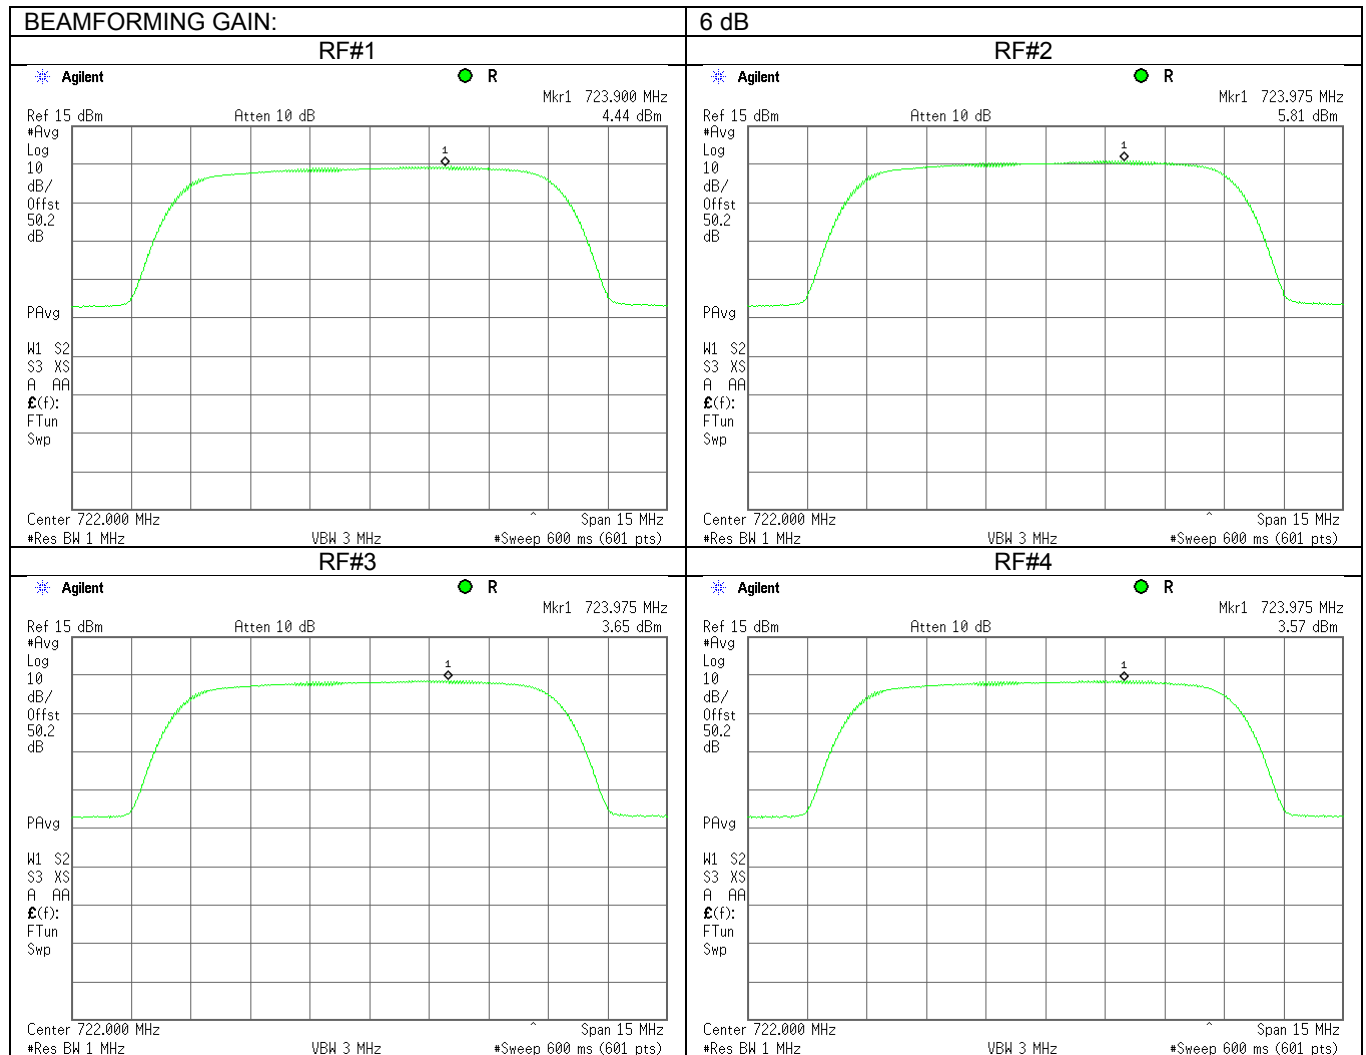 BEAMFORMING GAIN: 6 dB
RF#1 RF#2
Agilent R
Mkr1 723.900 MHz
Ref 15 dBm Atten 10 dB 4.44 dBm
#Avg
Log
10
dB/
Offst
50.2
dB
1
PAvg
W1 S2
S3 XS
A AA
£(f):
FTun
Swp
Center 722.000 MHz ^ Span 15 MHz
#Res BW 1 MHz VBW 3 MHz #Sweep 600 ms (601 pts)
Agilent R
Mkr1 723.975 MHz
Ref 15 dBm Atten 10 dB 5.81 dBm
#Avg
Log
10
dB/
Offst
50.2
dB
1
PAvg
W1 S2
S3 XS
A AA
£(f):
FTun
Swp
Center 722.000 MHz ^ Span 15 MHz
#Res BW 1 MHz VBW 3 MHz #Sweep 600 ms (601 pts)
RF#3 RF#4
Agilent R
Mkr1 723.975 MHz
Ref 15 dBm Atten 10 dB 3.65 dBm
#Avg
Log
10
dB/
Offst
50.2
dB
1
PAvg
W1 S2
S3 XS
A AA
£(f):
FTun
Swp
Center 722.000 MHz ^ Span 15 MHz
#Res BW 1 MHz VBW 3 MHz #Sweep 600 ms (601 pts)
Agilent R
Mkr1 723.975 MHz
Ref 15 dBm Atten 10 dB 3.57 dBm
#Avg
Log
10
dB/
Offst
50.2
dB
1
PAvg
W1 S2
S3 XS
A AA
£(f):
FTun
Swp
Center 722.000 MHz ^ Span 15 MHz
#Res BW 1 MHz VBW 3 MHz #Sweep 600 ms (601 pts)